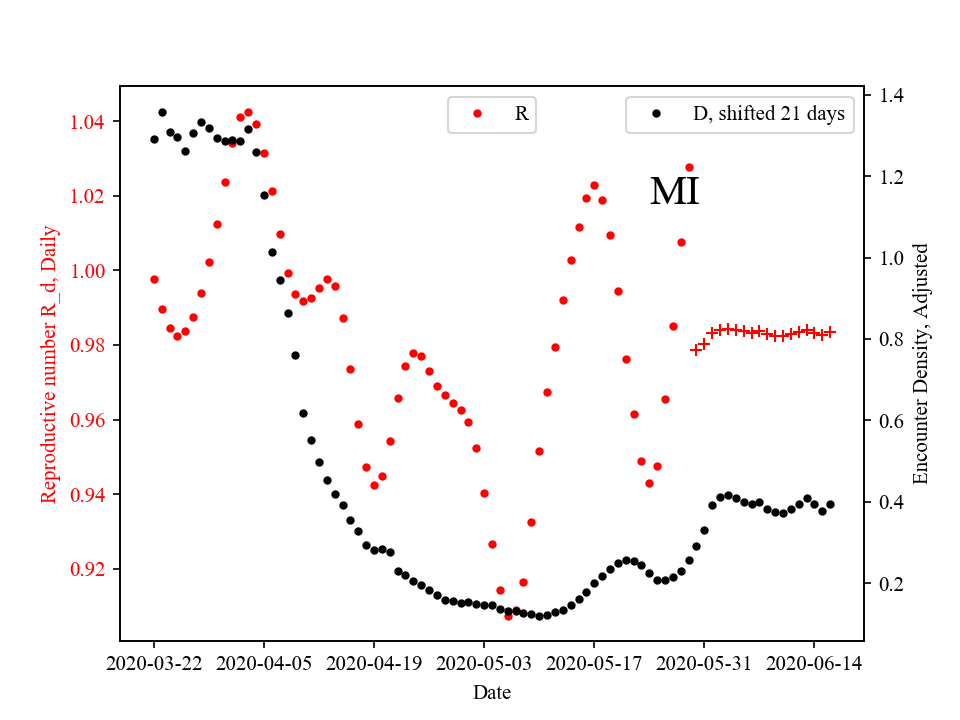 R
D, shifted 21 days
MI
1.04
1.02
1.00
0.98
0.96
0.94
0.92
Reproductive number R_d, Daily
1.4
1.2
1.0
0.8
0.6
0.4
0.2
Encounter Density, Adjusted
2020-03-22 2020-04-05 2020-04-19 2020-05-03 2020-05-17 2020-05-31 2020-06-14
Date